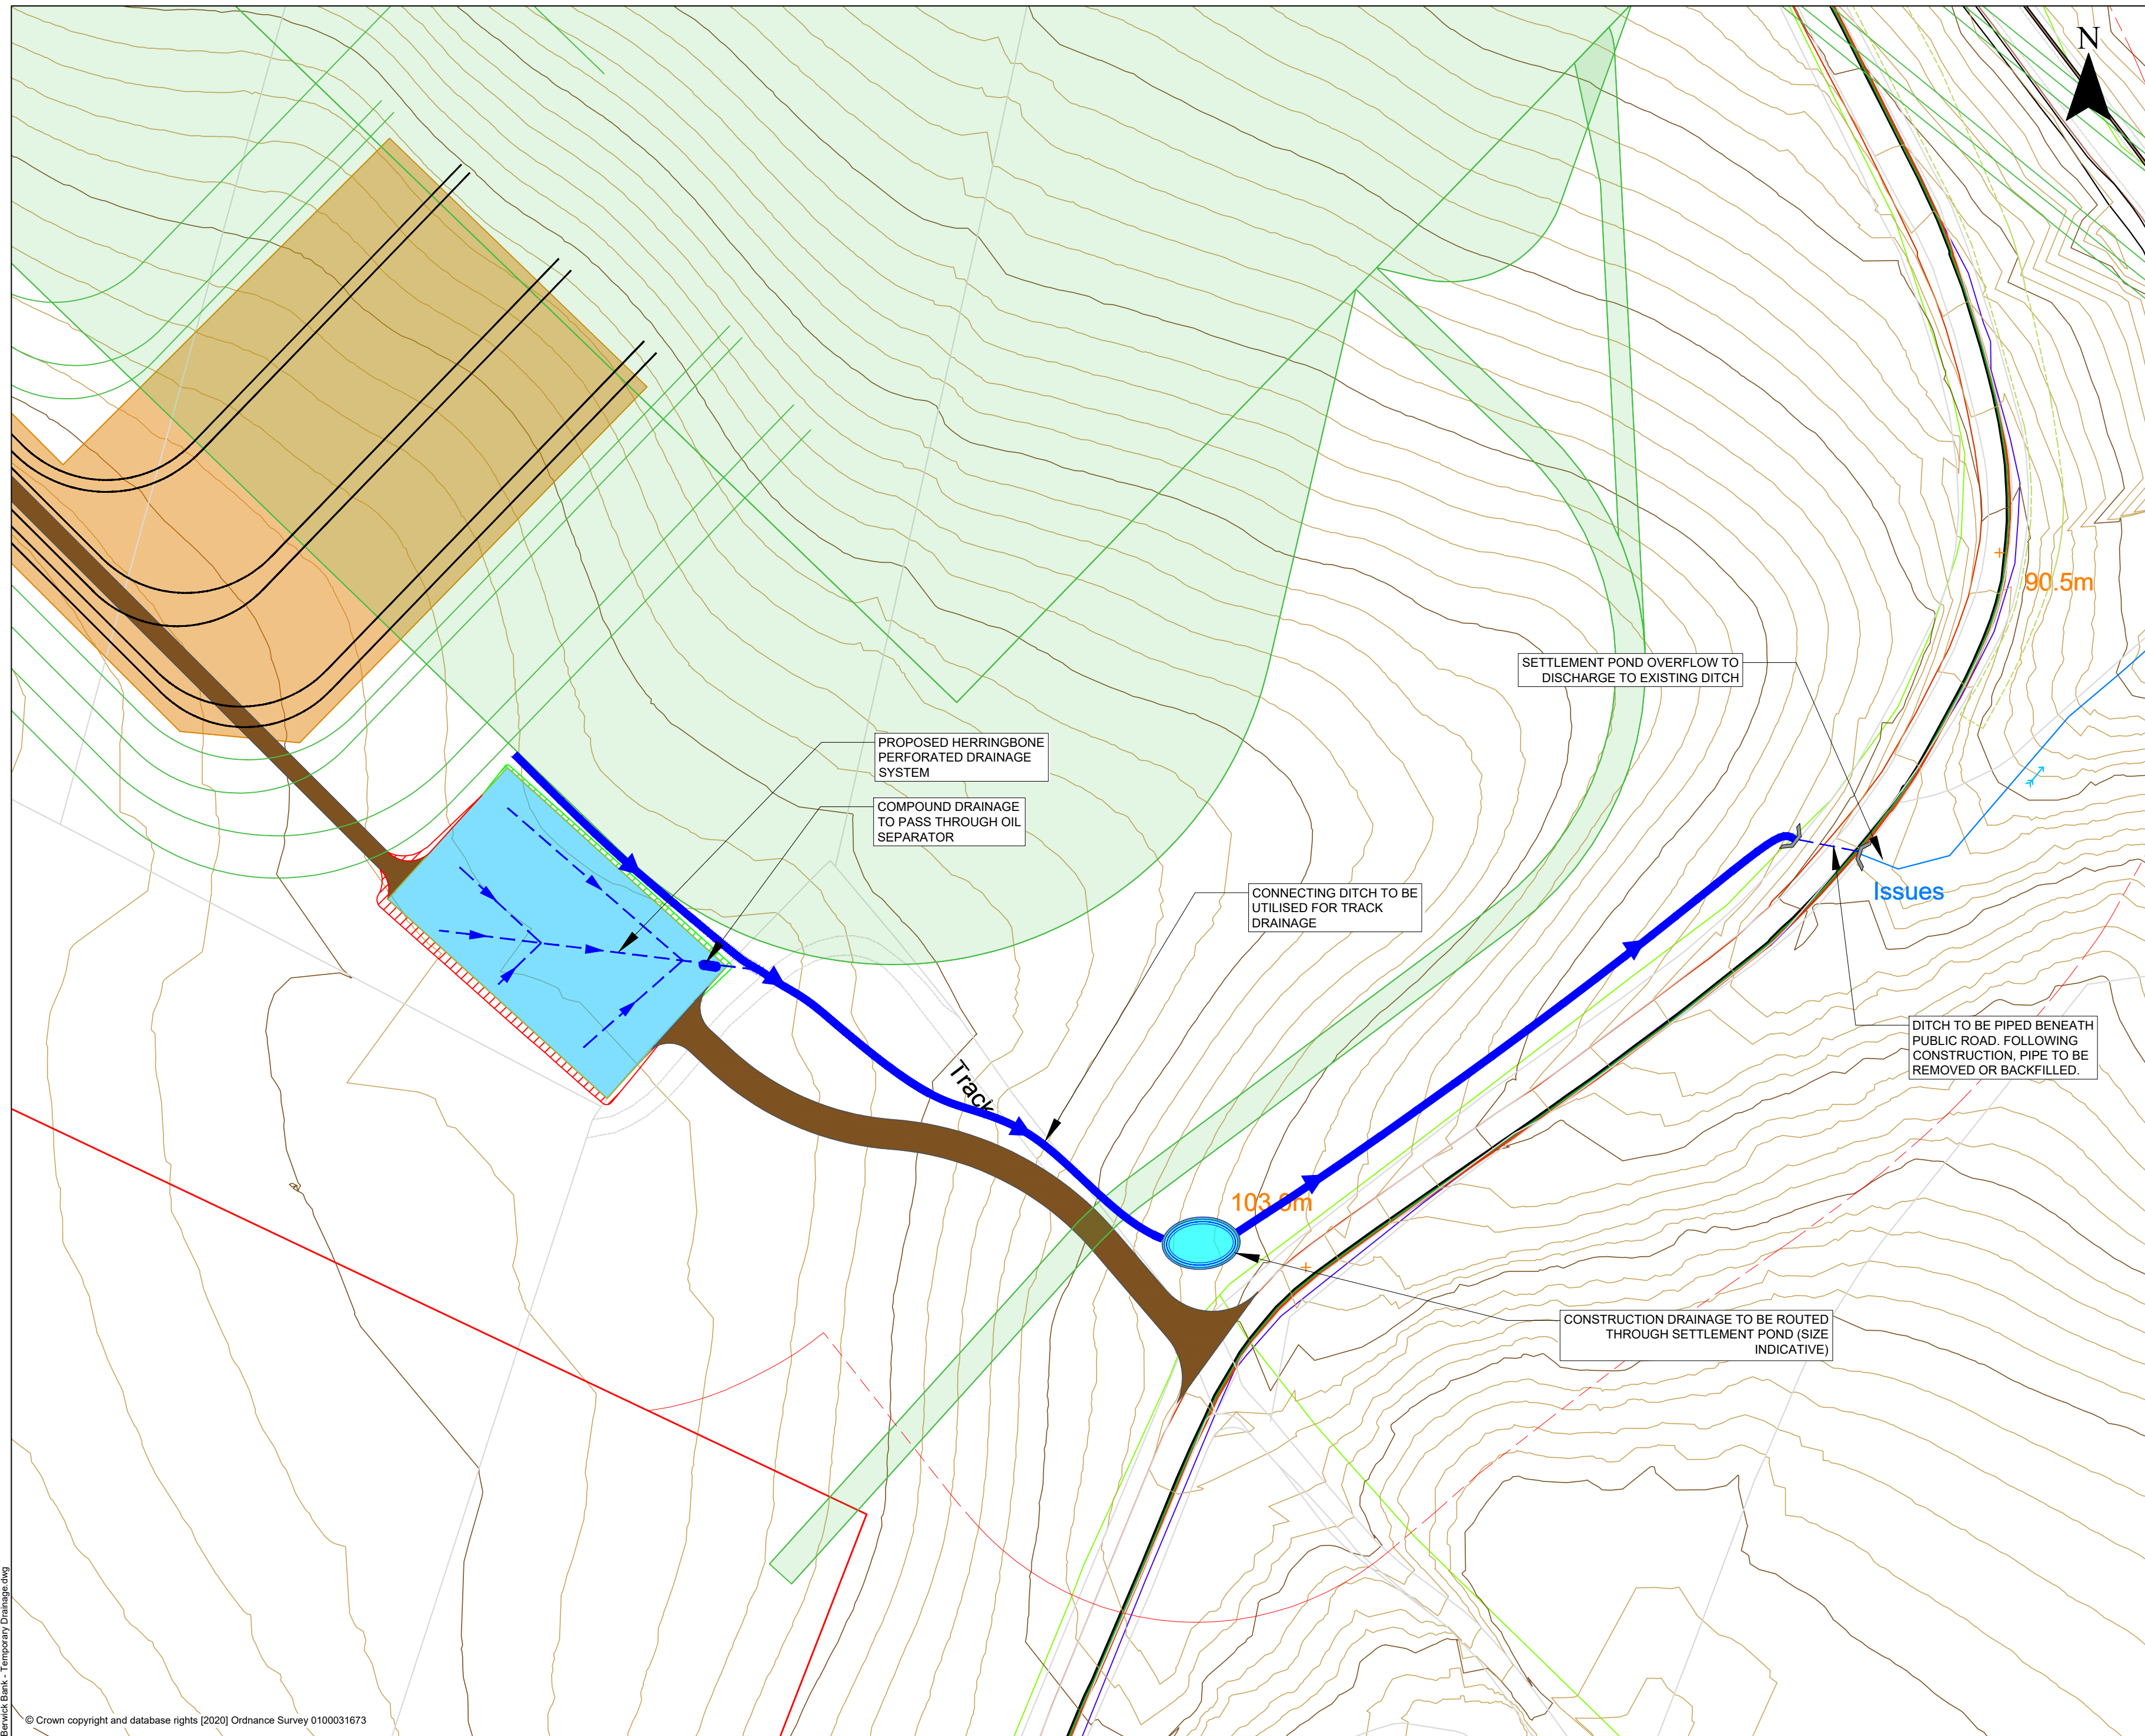 N
90.5m
SETTLEMENT POND OVERFLOW TO
DISCHARGE TO EXISTING DITCH
PROPOSED HERRINGBONE
PERFORATED DRAINAGE
SYSTEM
COMPOUND DRAINAGE
TO PASS THROUGH OIL
SEPARATOR
CONNECTING DITCH TO BE
UTILISED FOR TRACK
DRAINAGE
Issues
DITCH TO BE PIPED BENEATH
PUBLIC ROAD. FOLLOWING
CONSTRUCTION, PIPE TO BE
REMOVED OR BACKFILLED.
Track
CONSTRUCTION DRAINAGE TO BE ROUTED
THROUGH SETTLEMENT POND (SIZE
INDICATIVE)
Berwick Bank - Temporary Drainage.dwg
© Crown copyright and database rights [2020] Ordnance Survey 0100031673